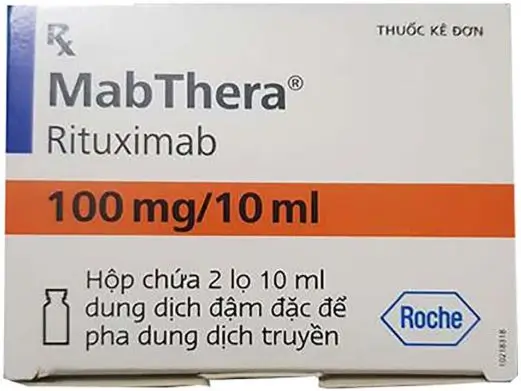 Rx
THUỐC KÊ ĐƠN
MabThera®
Rituximab
100 mg/10 ml
Hộp chứa 2 lọ 10 ml
dung dịch đậm đặc để
pha dung dịch truyền
Roche
10218318